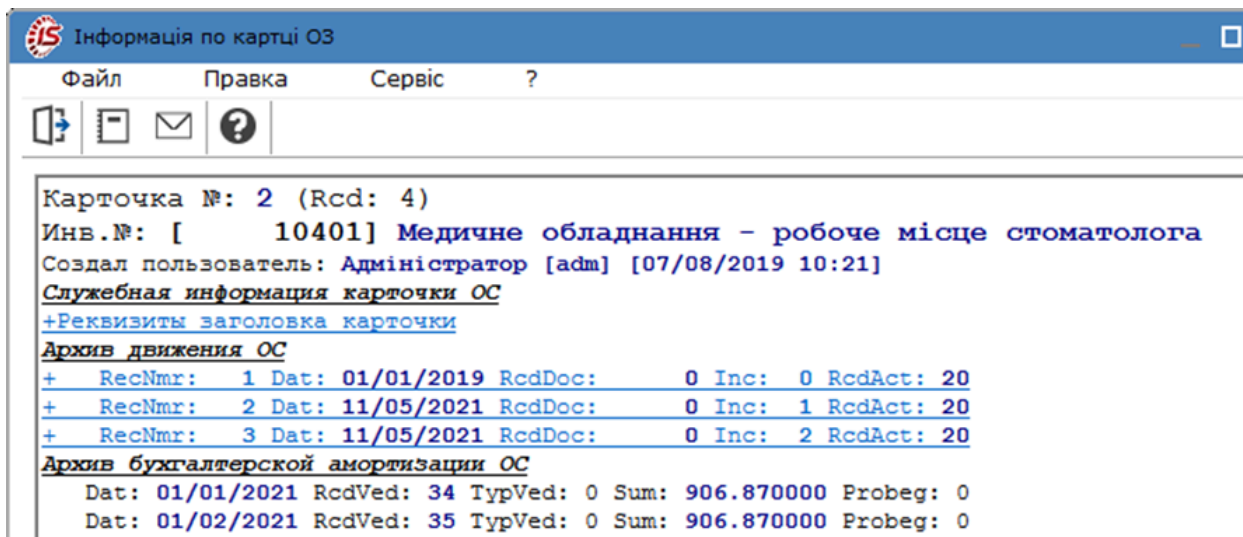 IS Інформація по картці ОЗ
Файл Правка Сервіс ?
?
Карточка №: 2 (Rcd: 4)
Инв.№: [ 10401] Медичне обладнання - робоче місце стоматолога
Создал пользователь: Адміністратор [adm] [07/08/2019 10:21]
Служебная информация карточки ОС
+Реквизиты заголовка карточки
Архив движения ОС
+ RecNmr: 1 Dat: 01/01/2019 RcdDoc: 0 Inc: 0 RcdAct: 20
+ RecNmr: 2 Dat: 11/05/2021 RcdDoc: 0 Inc: 1 RcdAct: 20
+ RecNmr: 3 Dat: 11/05/2021 RcdDoc: 0 Inc: 2 RcdAct: 20
Архив бухгалтерской амортизации ОС
Dat: 01/01/2021 RcdVed: 34 TypVed: 0 Sum: 906.870000 Probeg: 0
Dat: 01/02/2021 RcdVed: 35 TypVed: 0 Sum: 906.870000 Probeg: 0